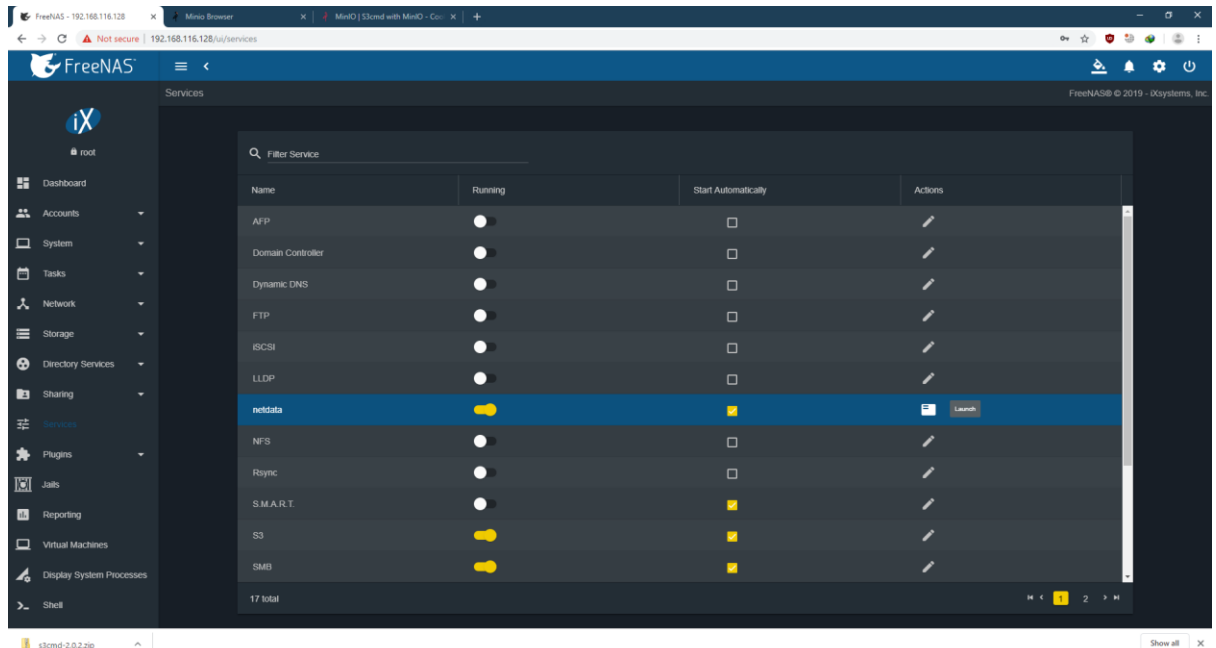 FreeNAS - 192.168.116.128
Minio Browser
MinIO | S3cmd with MinIO - Coo
Not secure | 192.168.116.128/ui/services
FreeNAS
Services
FreeNAS® © 2019 - iXsystems, Inc.
iX
root
Filter Service
Dashboard
Accounts
System
Tasks
Network
Storage
Directory Services
Sharing
Services
Plugins
Jails
Reporting
Virtual Machines
Display System Processes
Shell
Name Running Start Automatically Actions
AFP
Domain Controller
Dynamic DNS
FTP
iSCSI
LLDP
netdata Launch
NFS
Rsync
S.M.A.R.T.
S3
SMB
17 total 1 2
s3cmd-2.0.2.zip
Show all